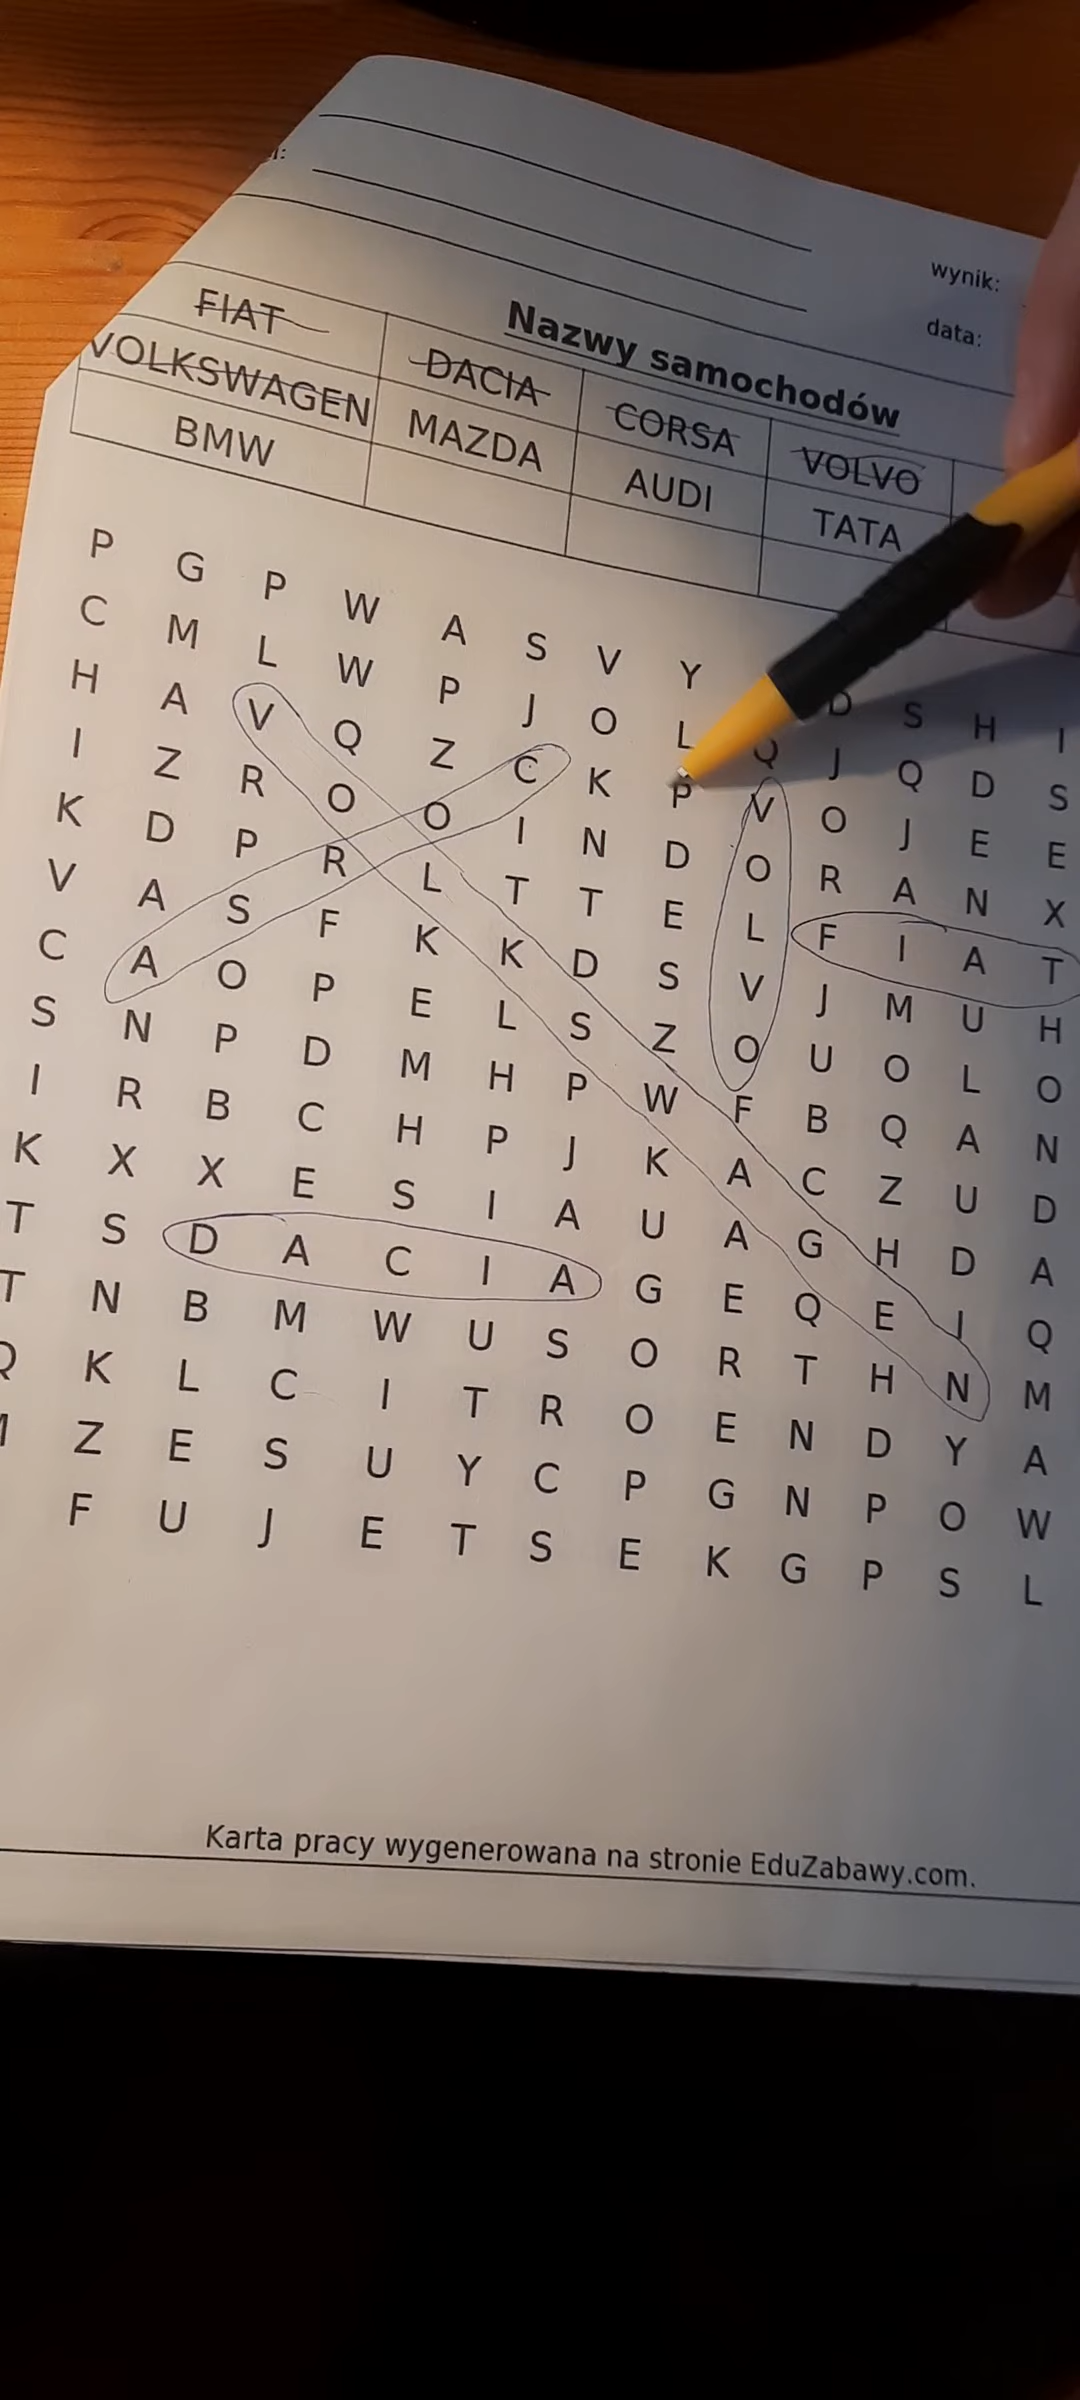 wynik:
data:
Nazwy samochodów
FIAT DACIA CORSA VOLVO
VOLKSWAGEN MAZDA AUDI TATA
BMW
P G P W A S V Y D S H I
C M L W P J O L Q J Q D S
H A V Q Z C K P V O J E E
I Z R O O I N D O R A N X
K D P R L T T E L F I A T
V A S F K K D S V J M U H
C A O P E L S Z O U O L O
S N P D M H P W F B Q A N
I R B C H P J K A C Z U D
K X X E S I A U A G H D A
T S D A C I A G E Q E I Q
T N B M W U S O R T H N M
Q K L C I T R O E N D Y A
Z E S U Y C P G N P O W
F U J E T S E K G P S L
Karta pracy wygenerowana na stronie EduZabawy.com.